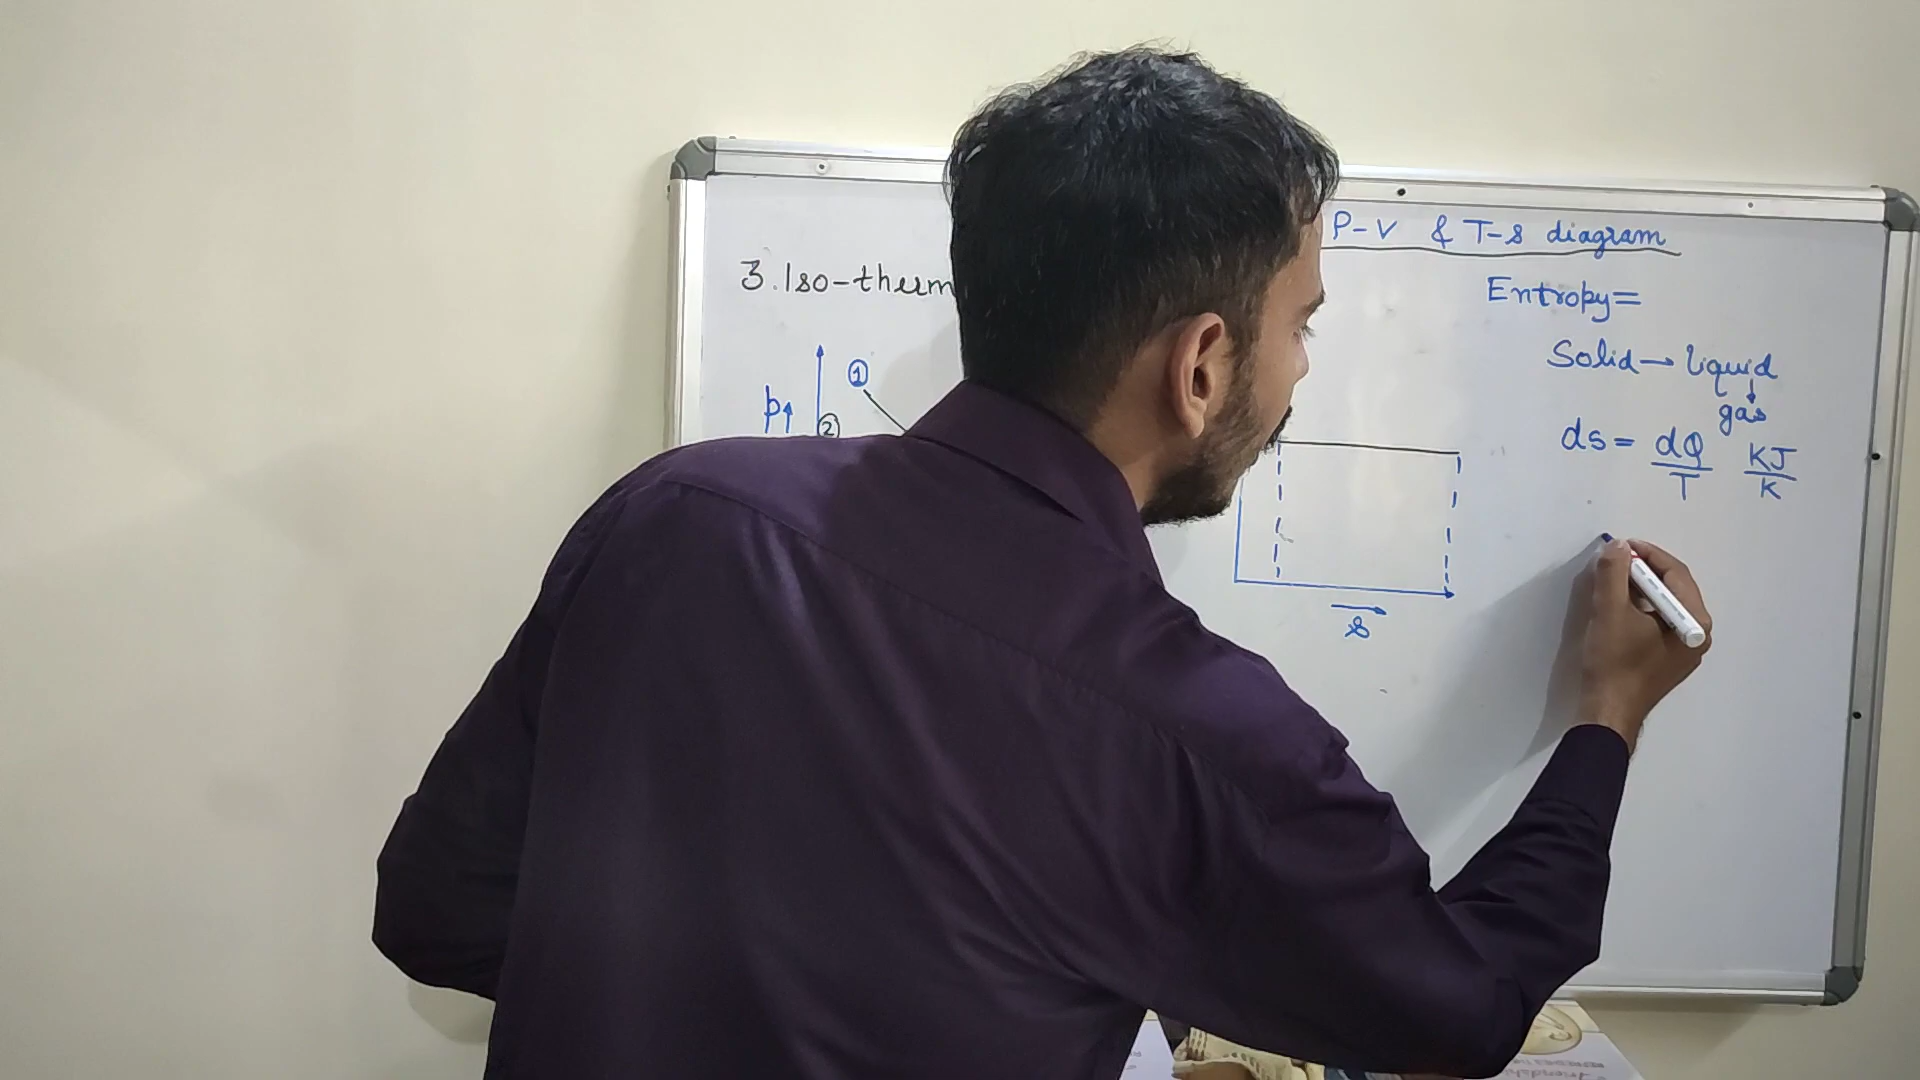 P-V & T-s diagram
3. Iso-therm
Entropy=
Solid → liquid
↓
gas
ds = dQ/T KJ/K
p↑
1
2
→
s